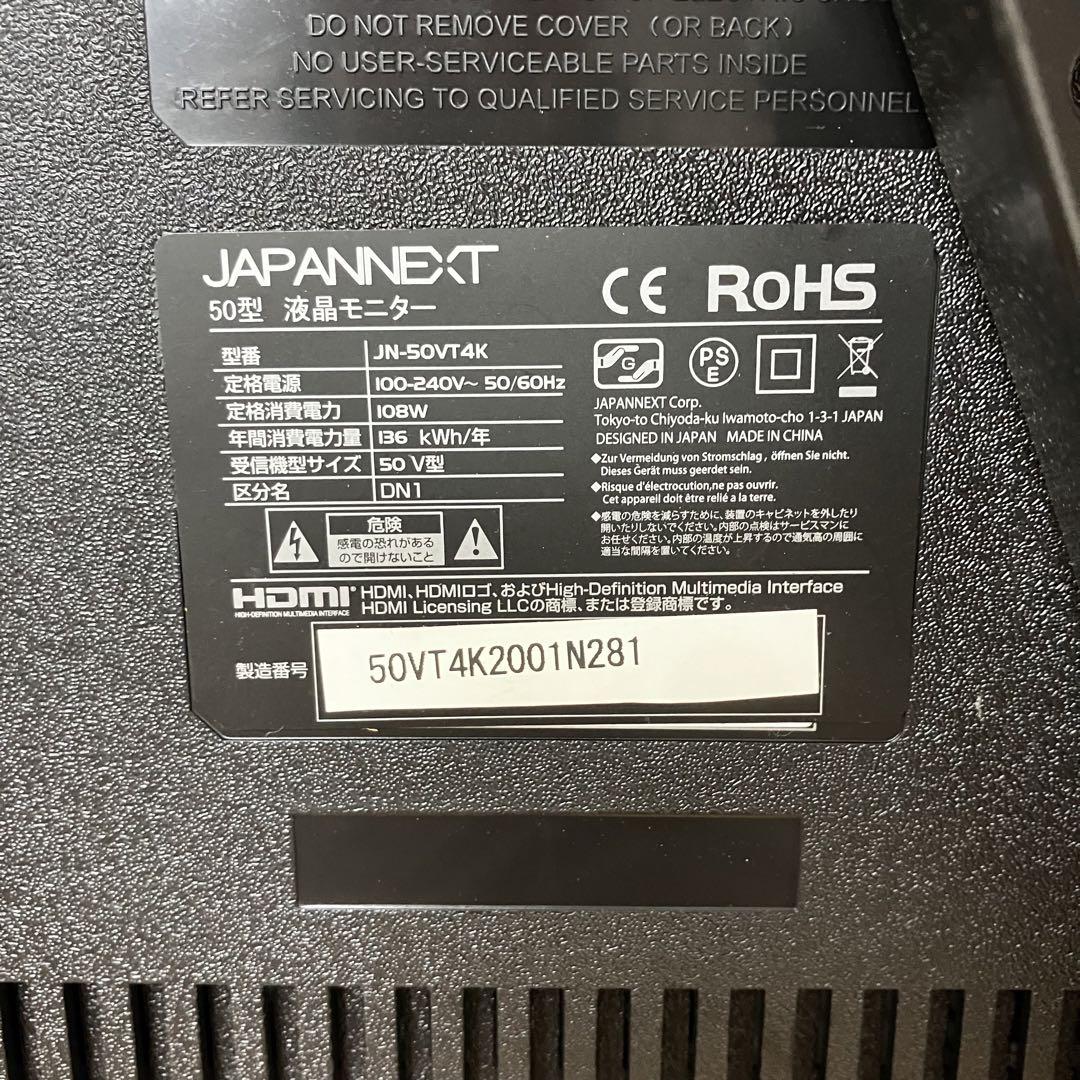 DO NOT REMOVE COVER (OR BACK)
NO USER-SERVICEABLE PARTS INSIDE
REFER SERVICING TO QUALIFIED SERVICE PERSONNEL
JAPANNEXT
50型 液晶モニター
CE RoHS
型番 JN-50VT4K
定格電源 100-240V~ 50/60Hz
定格消費電力 108W
年間消費電力量 136 kWh/年
受信機型サイズ 50 V型
区分名 DN1
G
PS
E
JAPANNEXT Corp.
Tokyo-to Chiyoda-ku Iwamoto-cho 1-3-1 JAPAN
DESIGNED IN JAPAN MADE IN CHINA
◆Zur Vermeidung von Stromschlag, öffnen Sie nicht.
Dieses Gerät muss geerdet sein.
◆Risque d'électrocution,ne pas ouvrir.
Cet appareil doit être relié a la terre.
◆感電の危険を減らすために、装置のキャビネットを外したり
開いたりしないでください。内部の点検はサービスマンに
お任せください。内部の温度が上昇するので通気高の周囲に
適当な間隔を置いてください。
危険
感電の恐れがある
ので開けないこと
HDMI
HIGH-DEFINITION MULTIMEDIA INTERFACE
HDMI、HDMIロゴ、およびHigh-Definition Multimedia Interface
HDMI Licensing LLCの商標、または登録商標です。
製造番号 50VT4K2001N281